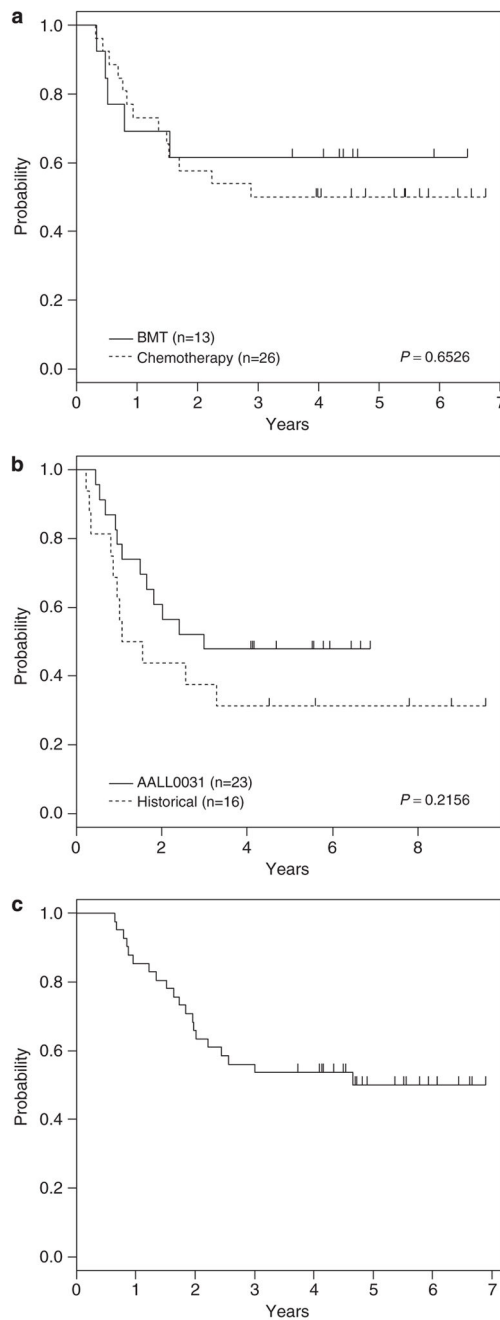 a
1.0
0.8
0.6
0.4
0.2
0.0
Probability
BMT (n=13)
Chemotherapy (n=26)
P = 0.6526
0 1 2 3 4 5 6 7
Years
b
1.0
0.8
0.6
0.4
0.2
0.0
Probability
AALL0031 (n=23)
Historical (n=16)
P = 0.2156
0 2 4 6 8
Years
c
1.0
0.8
0.6
0.4
0.2
0.0
Probability
0 1 2 3 4 5 6 7
Years